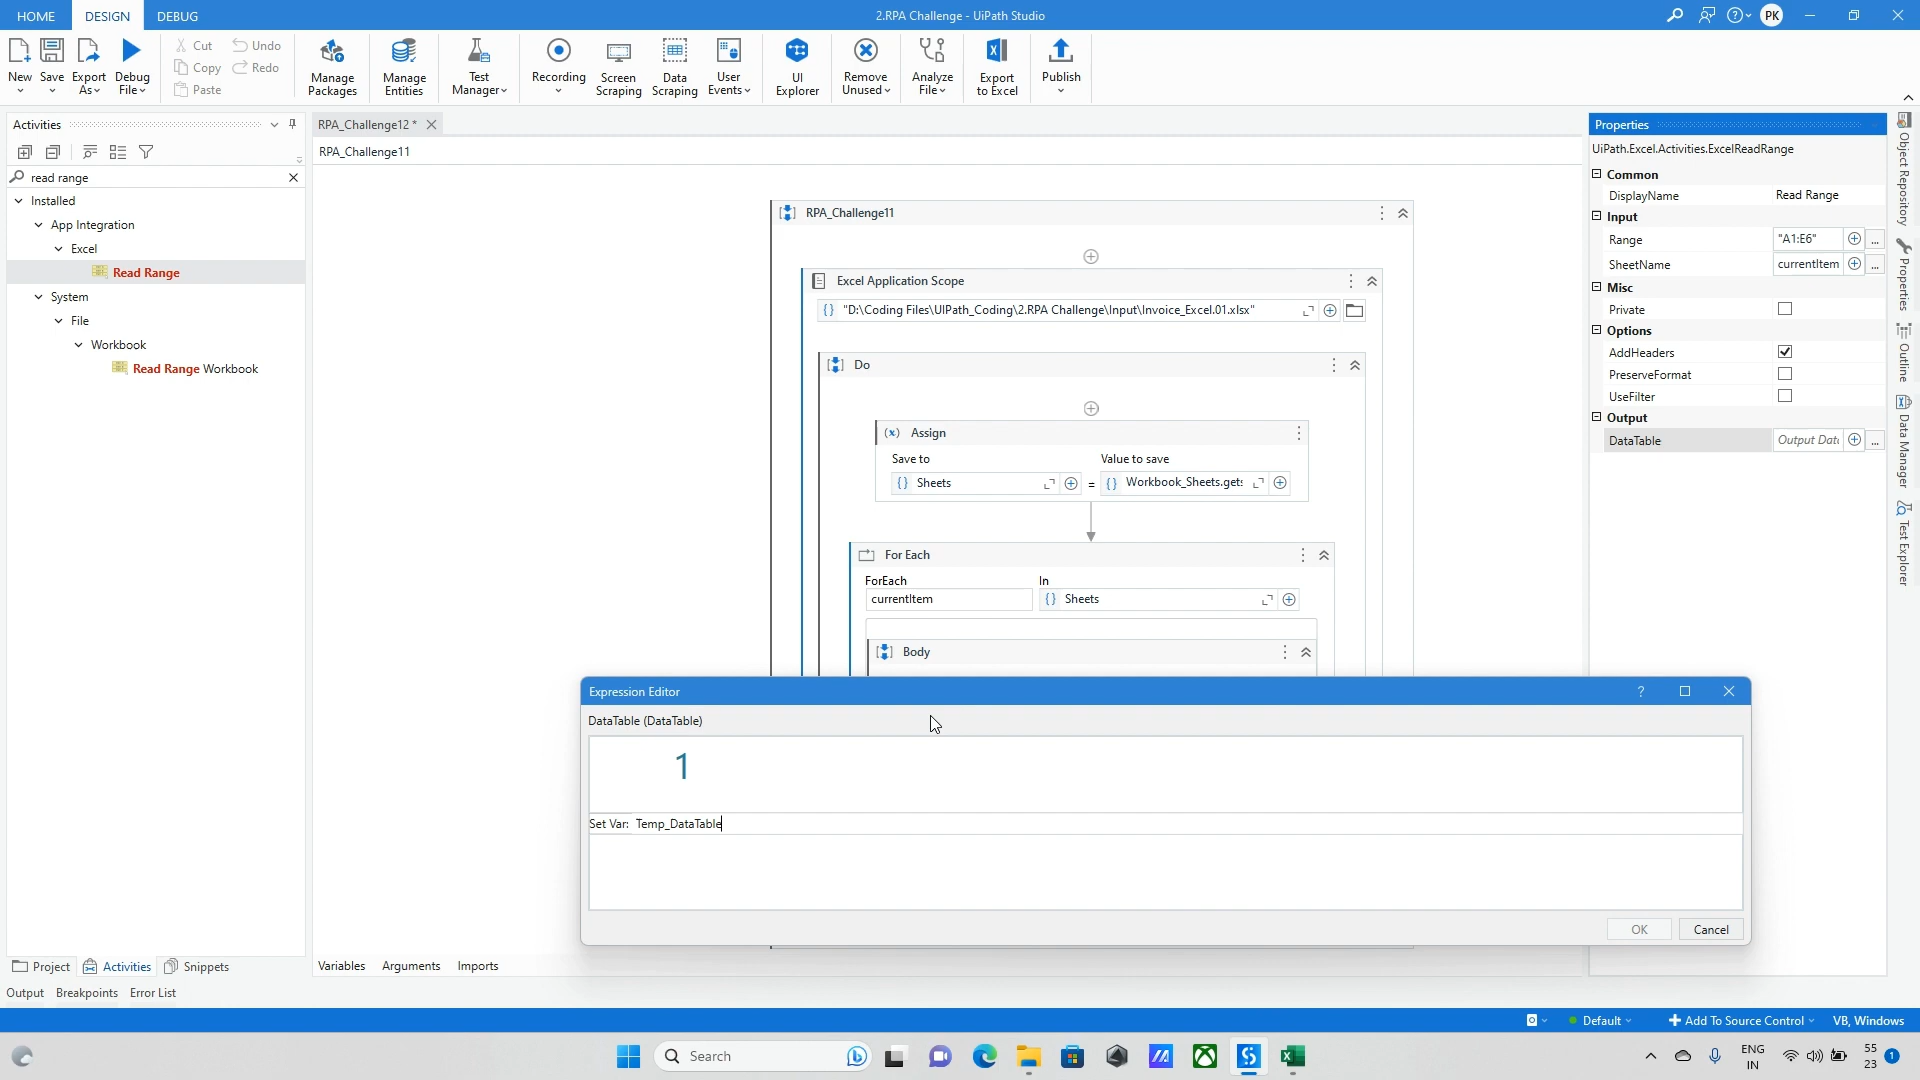 HOME DESIGN DEBUG
2.RPA Challenge - UiPath Studio
PK
New Save Export As Debug File
Cut Copy Paste
Undo Redo
Manage Packages
Manage Entities
Test Manager
Recording
Screen Scraping
Data Scraping
User Events
UI Explorer
Remove Unused
Analyze File
Export to Excel
Publish
Activities
read range
Installed
App Integration
Excel
Read Range
System
File
Workbook
Read Range Workbook
RPA_Challenge12 *
RPA_Challenge11
RPA_Challenge11
Excel Application Scope
"D:\Coding Files\UIPath_Coding\2.RPA Challenge\Input\Invoice_Excel.01.xlsx"
Do
(x) Assign
Save to Value to save
{} Sheets = {} Workbook_Sheets.gets
For Each
ForEach In
currentItem {} Sheets
Body
Expression Editor
DataTable (DataTable)
1
Set Var: Temp_DataTable
OK Cancel
Properties
UiPath.Excel.Activities.ExcelReadRange
Common
DisplayName Read Range
Input
Range "A1:E6" ...
SheetName currentItem ...
Misc
Private
Options
AddHeaders
PreserveFormat
UseFilter
Output
DataTable Output Data ...
Object Repository
Properties
Outline
Data Manager
Test Explorer
Project Activities Snippets
Variables Arguments Imports
Output Breakpoints Error List
Default Add To Source Control VB, Windows
Search
ENG
IN
55
23
1